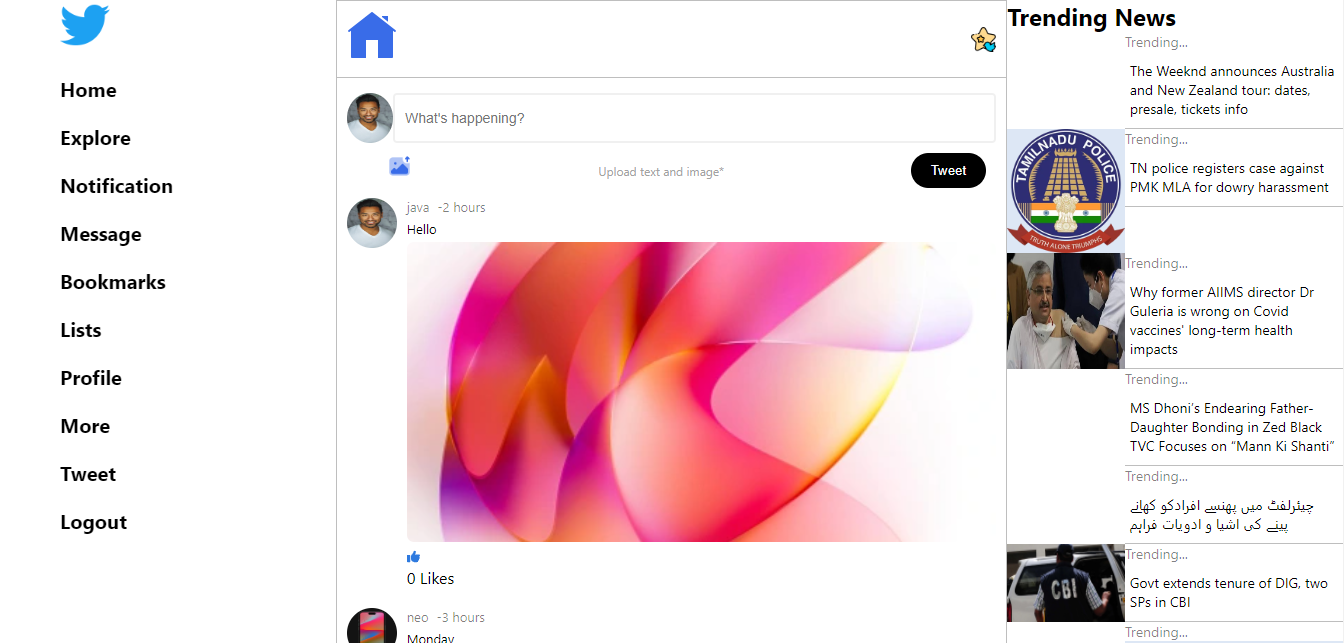 Home
Explore
Notification
Message
Bookmarks
Lists
Profile
More
Tweet
Logout
What's happening?
Upload text and image*
Tweet
java -2 hours
Hello
0 Likes
neo -3 hours
Monday
Trending News
Trending...
The Weeknd announces Australia
and New Zealand tour: dates,
presale, tickets info
TAMILNADU POLICE
TRUTH ALONE TRIUMPHS
Trending...
TN police registers case against
PMK MLA for dowry harassment
Trending...
Why former AIIMS director Dr
Guleria is wrong on Covid
vaccines' long-term health
impacts
Trending...
MS Dhoni’s Endearing Father-
Daughter Bonding in Zed Black
TVC Focuses on “Mann Ki Shanti”
Trending...
چیئرلفٹ میں پھنسے افرادکو کھانے
پینے کی اشیا و ادویات فراہم
CBI
Trending...
Govt extends tenure of DIG, two
SPs in CBI
Trending...